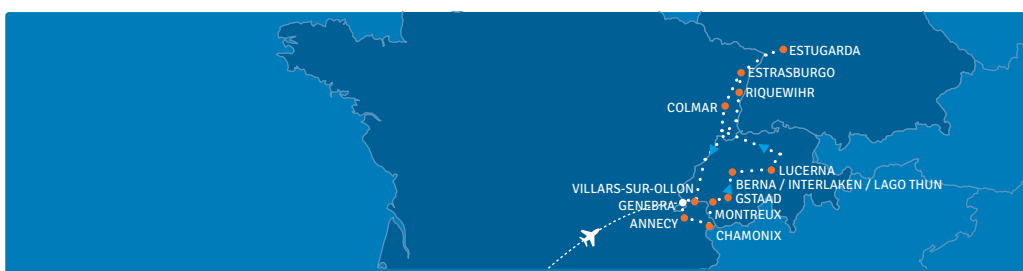 ESTUGARDA
ESTRASBURGO
RIQUEWIHR
COLMAR
LUCERNA
BERNA / INTERLAKEN / LAGO THUN
VILLARS-SUR-OLLON
GSTAAD
GENEBRA
MONTREUX
ANNECY
CHAMONIX